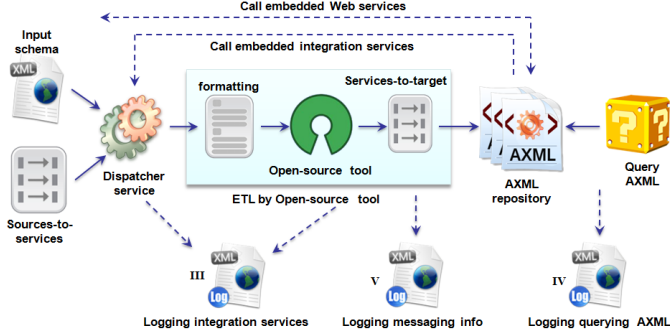 Call embedded Web services
Input
schema
Call embedded integration services
XML
formatting
Services-to-target
Open-source tool
AXML
Dispatcher
service
ETL by Open-source tool
AXML
repository
Query
AXML
Sources-to-
services
III
XML
Log
V
XML
Log
IV
XML
Log
Logging integration services
Logging messaging info
Logging querying AXML